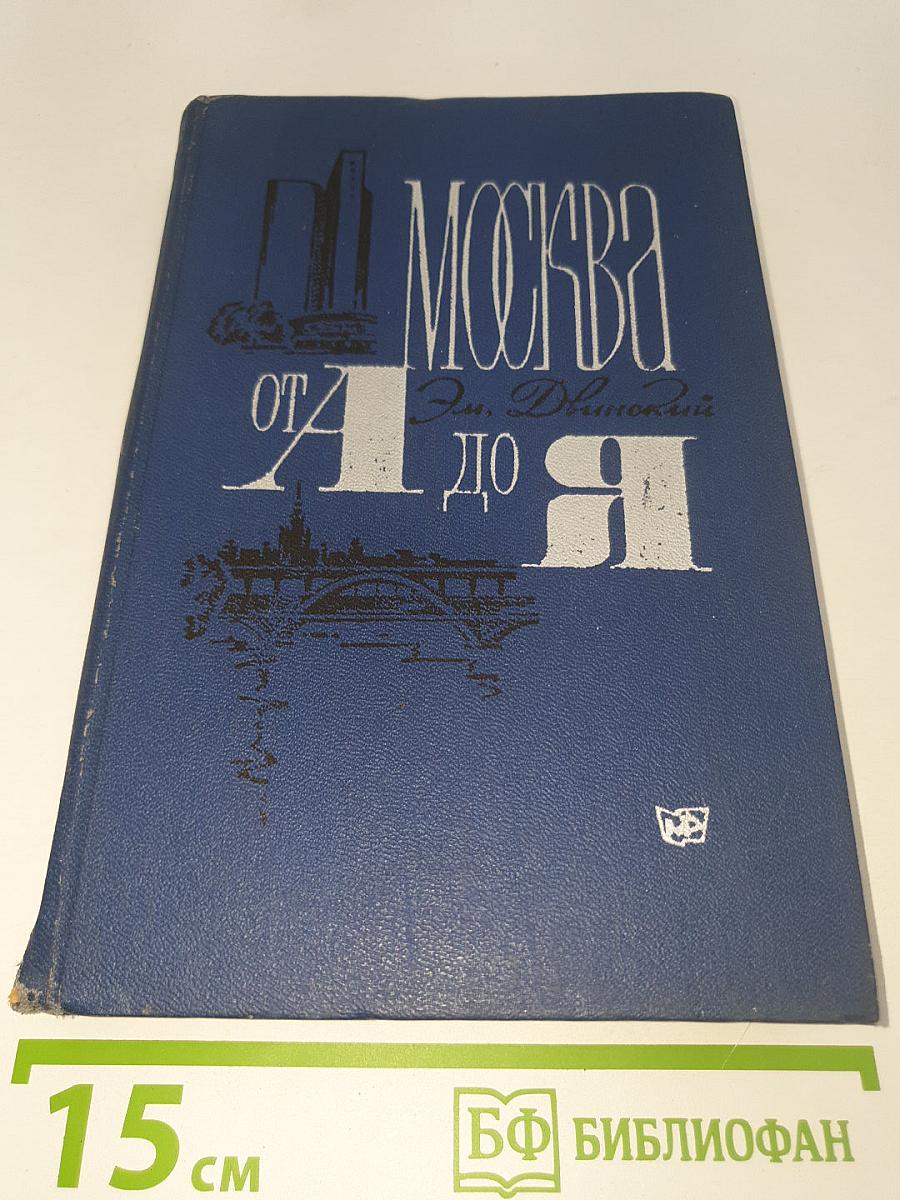 МОСКВА
Эм. Двинский
ОТ А
ДО Я
15 см
БФ БИБЛИОФАН